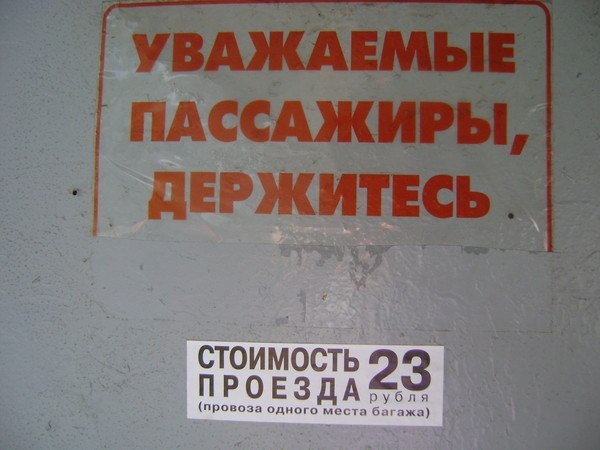 УВАЖАЕМЫЕ
ПАССАЖИРЫ,
ДЕРЖИТЕСЬ
СТОИМОСТЬ 23
ПРОЕЗДА рубля
(провоза одного места багажа)